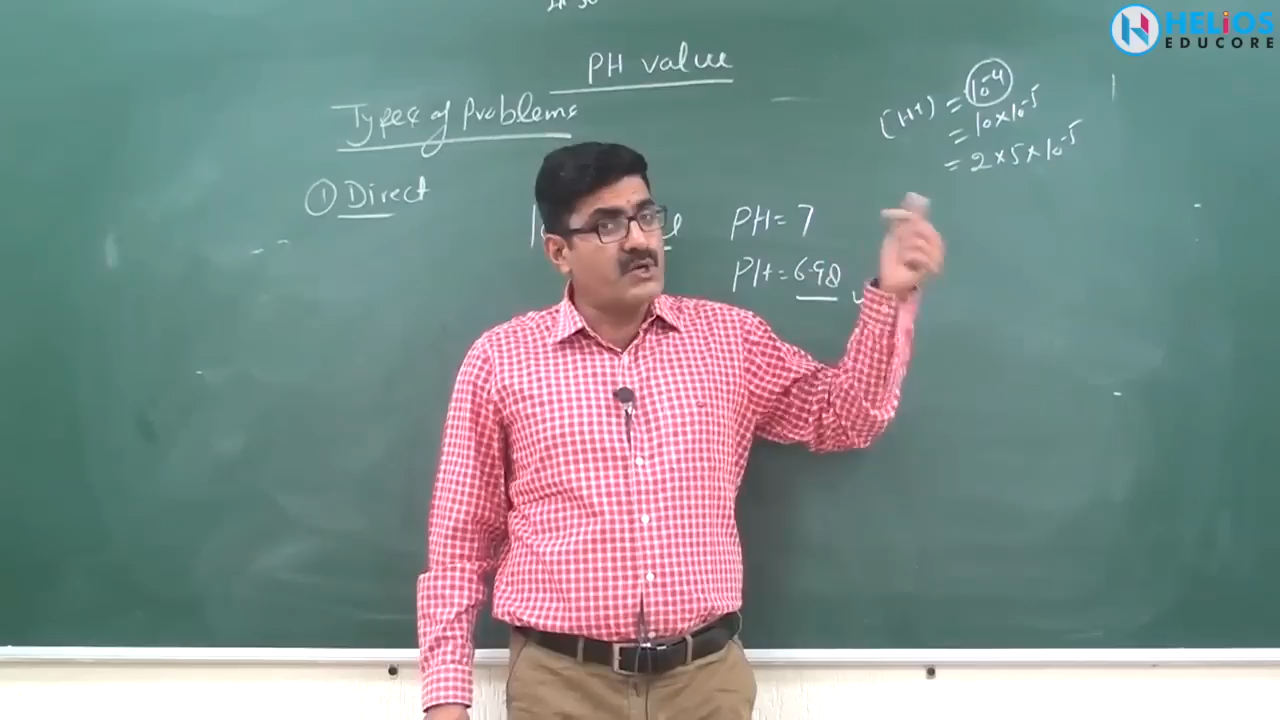 HELIOS
EDUCORE
PH value
Types of Problems
① Direct
PH = 7
PH = 6.98
[H+] = 10⁻⁴
= 10×10⁻⁵
= 2×5×10⁻⁵